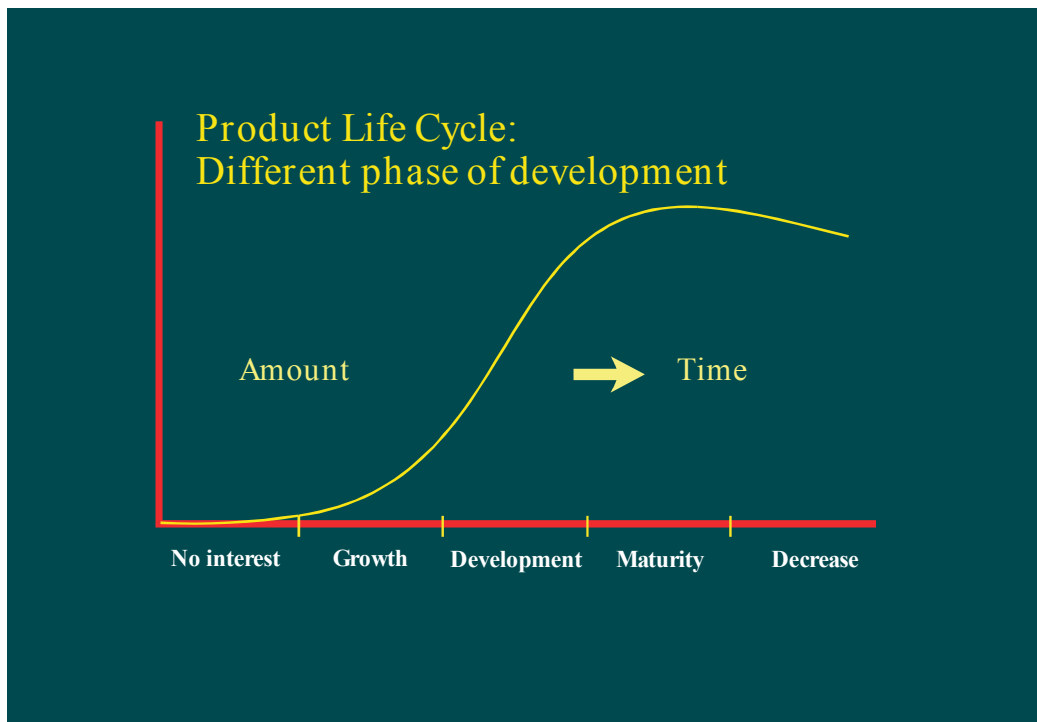 Product Life Cycle:
Different phase of development
Amount
Time
No interest
Growth
Development
Maturity
Decrease